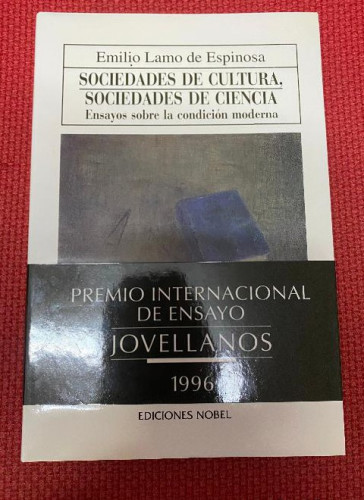 Emilio Lamo de Espinosa
SOCIEDADES DE CULTURA,
SOCIEDADES DE CIENCIA
Ensayos sobre la condición moderna
PREMIO INTERNACIONAL
DE ENSAYO
JOVELLANOS
1996
EDICIONES NOBEL